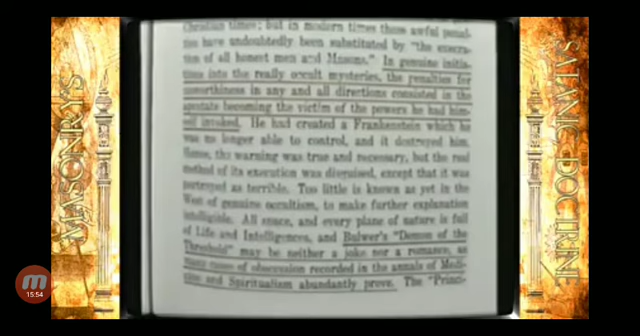 MASONRY'S
Christian times; but in modern times these awful penal-
ties have undoubtedly been substituted by "the execra-
tion of all honest men and Masons." In genuine initia-
tions into the really occult mysteries, the penalties for
unworthiness in any and all directions consisted in the
apostate becoming the victim of the powers he had him-
self invoked. He had created a Frankenstein which he
was no longer able to control, and it destroyed him.
Hence, the warning was true and necessary, but the real
method of its execution was disguised, except that it was
portrayed as terrible. Too little is known as yet in the
West of genuine occultism, to make further explanation
intelligible. All space, and every plane of nature is full
of Life and Intelligences, and Bulwer's "Demon of the
Threshold" may be neither a joke nor a romance, as
many cases of obsession recorded in the annals of Medi-
cine and Spiritualism abundantly prove. The "Princi-
SATANIC DOCTRINE
M
15:54